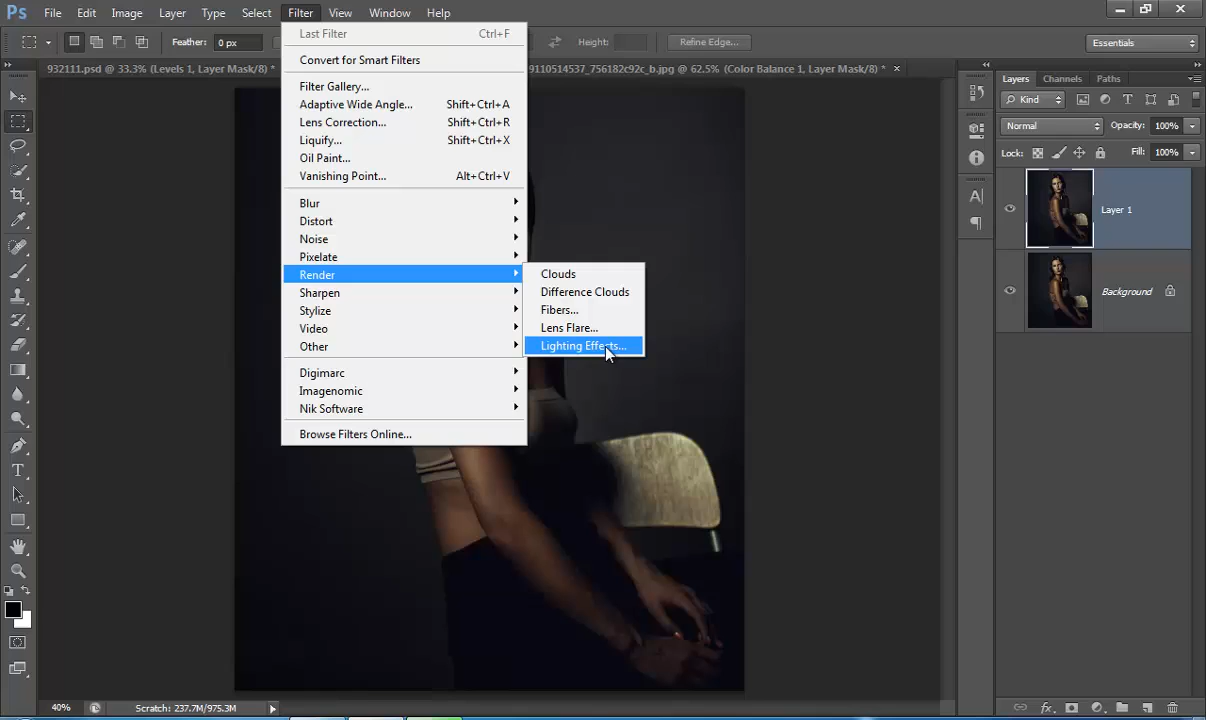 Ps File Edit Image Layer Type Select Filter View Window Help
Feather: 0 px Height: Refine Edge... Essentials
932111.psd @ 33.3% (Levels 1, Layer Mask/8) * 9110514537_756182c92c_b.jpg @ 62.5% (Color Balance 1, Layer Mask/8) *
Last Filter Ctrl+F
Convert for Smart Filters
Filter Gallery...
Adaptive Wide Angle... Shift+Ctrl+A
Lens Correction... Shift+Ctrl+R
Liquify... Shift+Ctrl+X
Oil Paint...
Vanishing Point... Alt+Ctrl+V
Blur
Distort
Noise
Pixelate
Render
Sharpen
Stylize
Video
Other
Digimarc
Imagenomic
Nik Software
Browse Filters Online...
Clouds
Difference Clouds
Fibers...
Lens Flare...
Lighting Effects...
Layers Channels Paths
Kind
Normal Opacity: 100%
Lock: Fill: 100%
Layer 1
Background
40% Scratch: 237.7M/975.3M